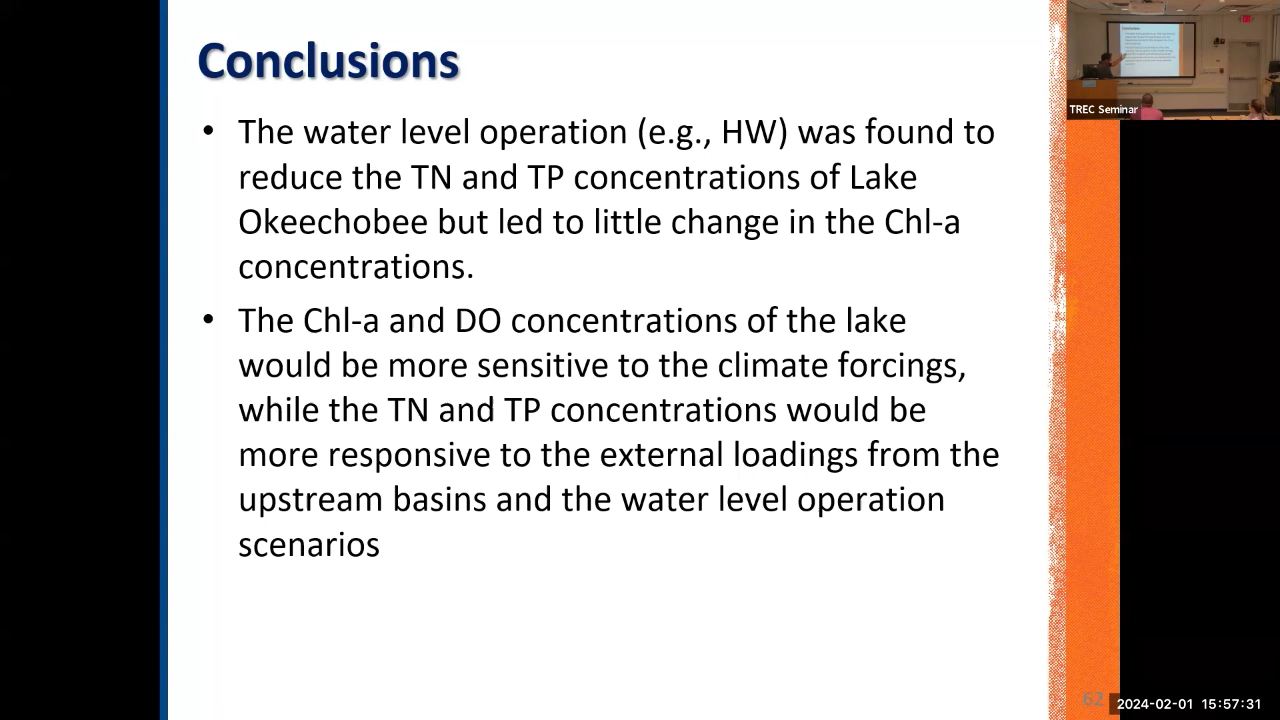 Conclusions
• The water level operation (e.g., HW) was found to
reduce the TN and TP concentrations of Lake
Okeechobee but led to little change in the Chl-a
concentrations.
• The Chl-a and DO concentrations of the lake
would be more sensitive to the climate forcings,
while the TN and TP concentrations would be
more responsive to the external loadings from the
upstream basins and the water level operation
scenarios
TREC Seminar
62
2024-02-01 15:57:31